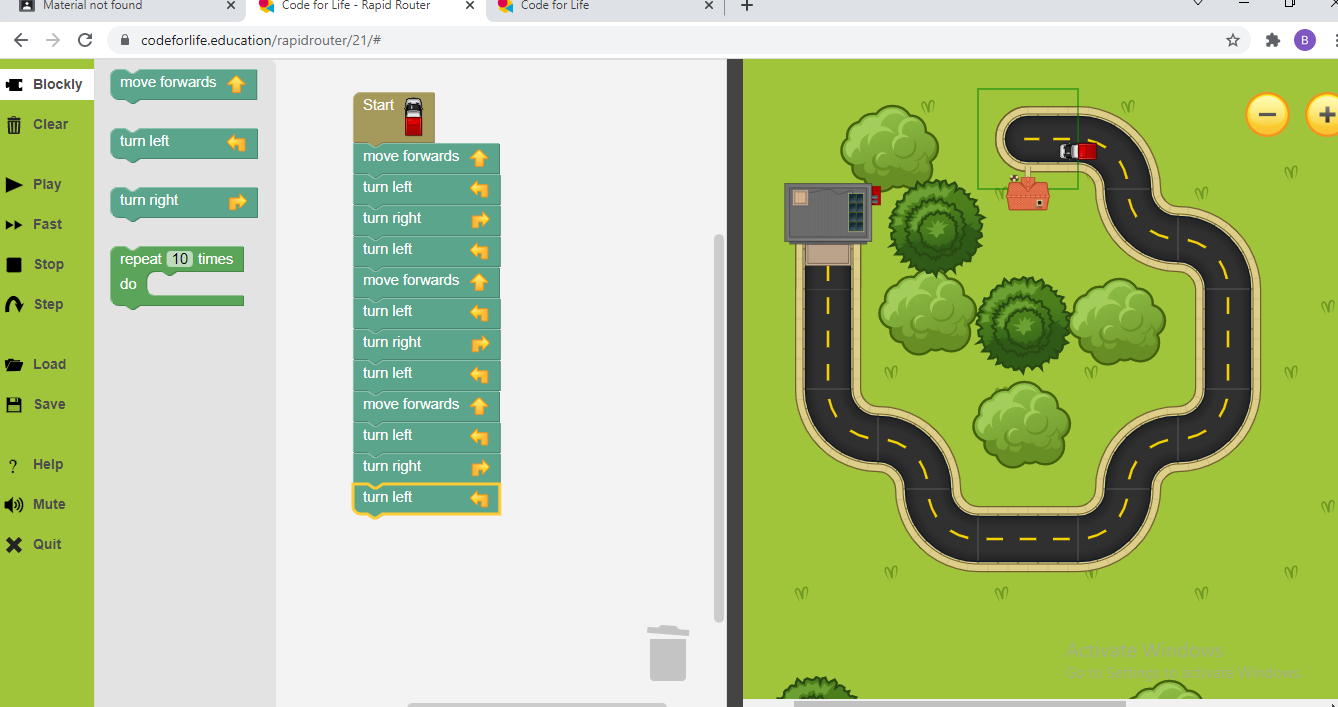 Material not found
Code for Life - Rapid Router
Code for Life
codeforlife.education/rapidrouter/21/#
B
Blockly
Clear
Play
Fast
Stop
Step
Load
Save
? Help
Mute
Quit
move forwards
turn left
turn right
repeat 10 times
do
Start
move forwards
turn left
turn right
turn left
move forwards
turn left
turn right
turn left
move forwards
turn left
turn right
turn left
Activate Windows
Go to Settings to activate Windows.